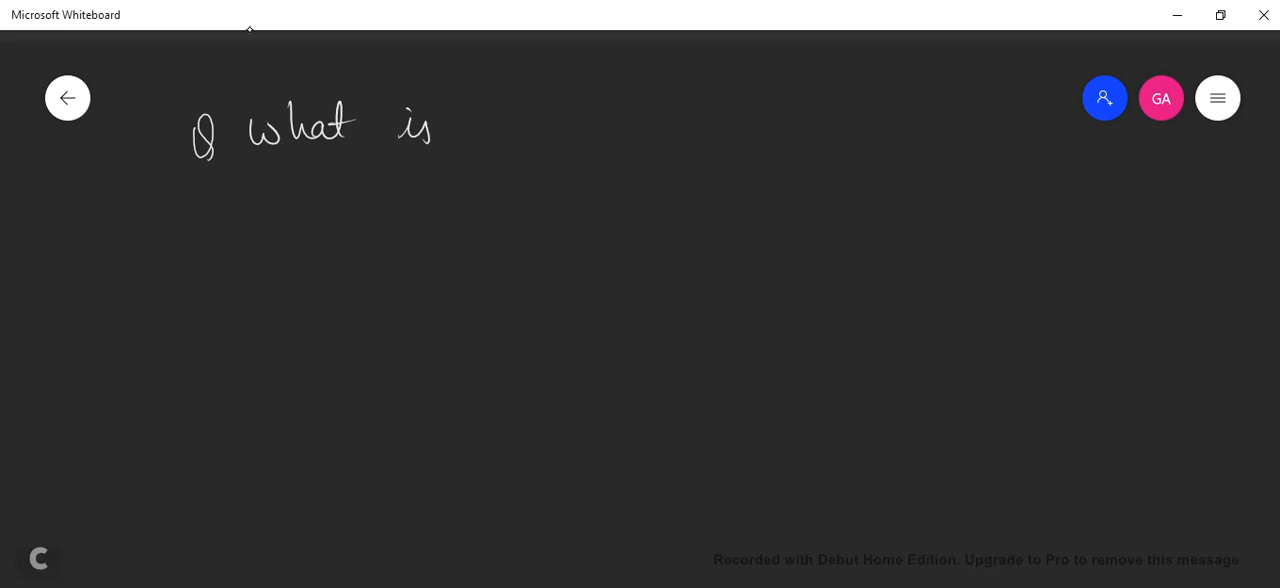 Microsoft Whiteboard
GA
Q what is
C
Recorded with Debut Home Edition. Upgrade to Pro to remove this message